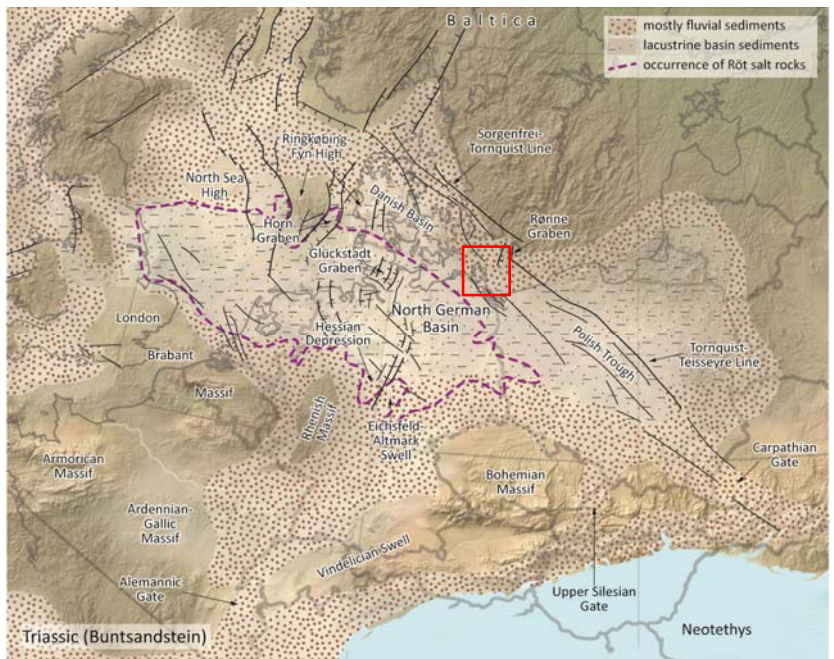 Baltica
mostly fluvial sediments
lacustrine basin sediments
occurrence of Röt salt rocks
Ringkøbing-
Fyn High
Sorgenfrei-
Tornquist Line
North Sea
High
Danish Basin
Rønne
Graben
Horn
Graben
Glückstadt
Graben
London
North German
Basin
Hessian
Depression
Brabant
Polish Trough
Tornquist-
Teisseyre Line
Massif
Rhenish
Massif
Eichsfeld-
Altmark
Swell
Armorican
Massif
Bohemian
Massif
Carpathian
Gate
Ardennian-
Gallic
Massif
Vindelician Swell
Alemannic
Gate
Upper Silesian
Gate
Neotethys
Triassic (Buntsandstein)